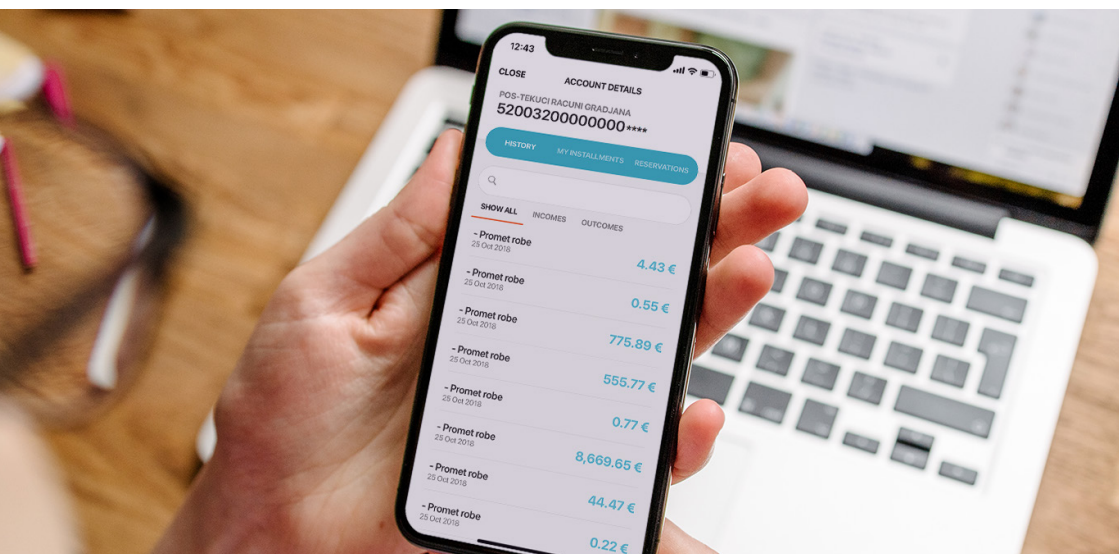 12:43
CLOSE ACCOUNT DETAILS
POS-TEKUCI RACUNI GRADJANA
52003200000000****
HISTORY MY INSTALLMENTS RESERVATIONS
SHOW ALL INCOMES OUTCOMES
- Promet robe
25 Oct 2018
4.43 €
- Promet robe
25 Oct 2018
0.55 €
- Promet robe
25 Oct 2018
775.89 €
- Promet robe
25 Oct 2018
555.77 €
- Promet robe
25 Oct 2018
0.77 €
- Promet robe
25 Oct 2018
8,669.65 €
- Promet robe
25 Oct 2018
44.47 €
- Promet robe
25 Oct 2018
0.22 €